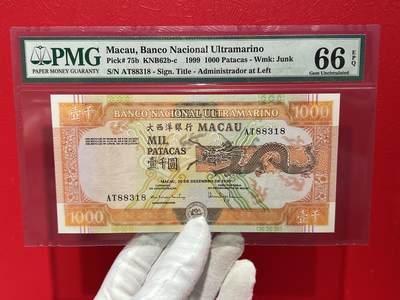 PMG
PAPER MONEY GUARANTY
Macau, Banco Nacional Ultramarino
Pick# 75b KNB62b-c 1999 1000 Patacas - Wmk: Junk
S/N AT88318 - Sign. Title - Administrador at Left
66 EPQ
Gem Uncirculated
BANCO NACIONAL ULTRAMARINO
1000
壹千
大西洋銀行 MACAU
AT88318
MIL
PATACAS
壹千圓
AT88318
1000
壹千